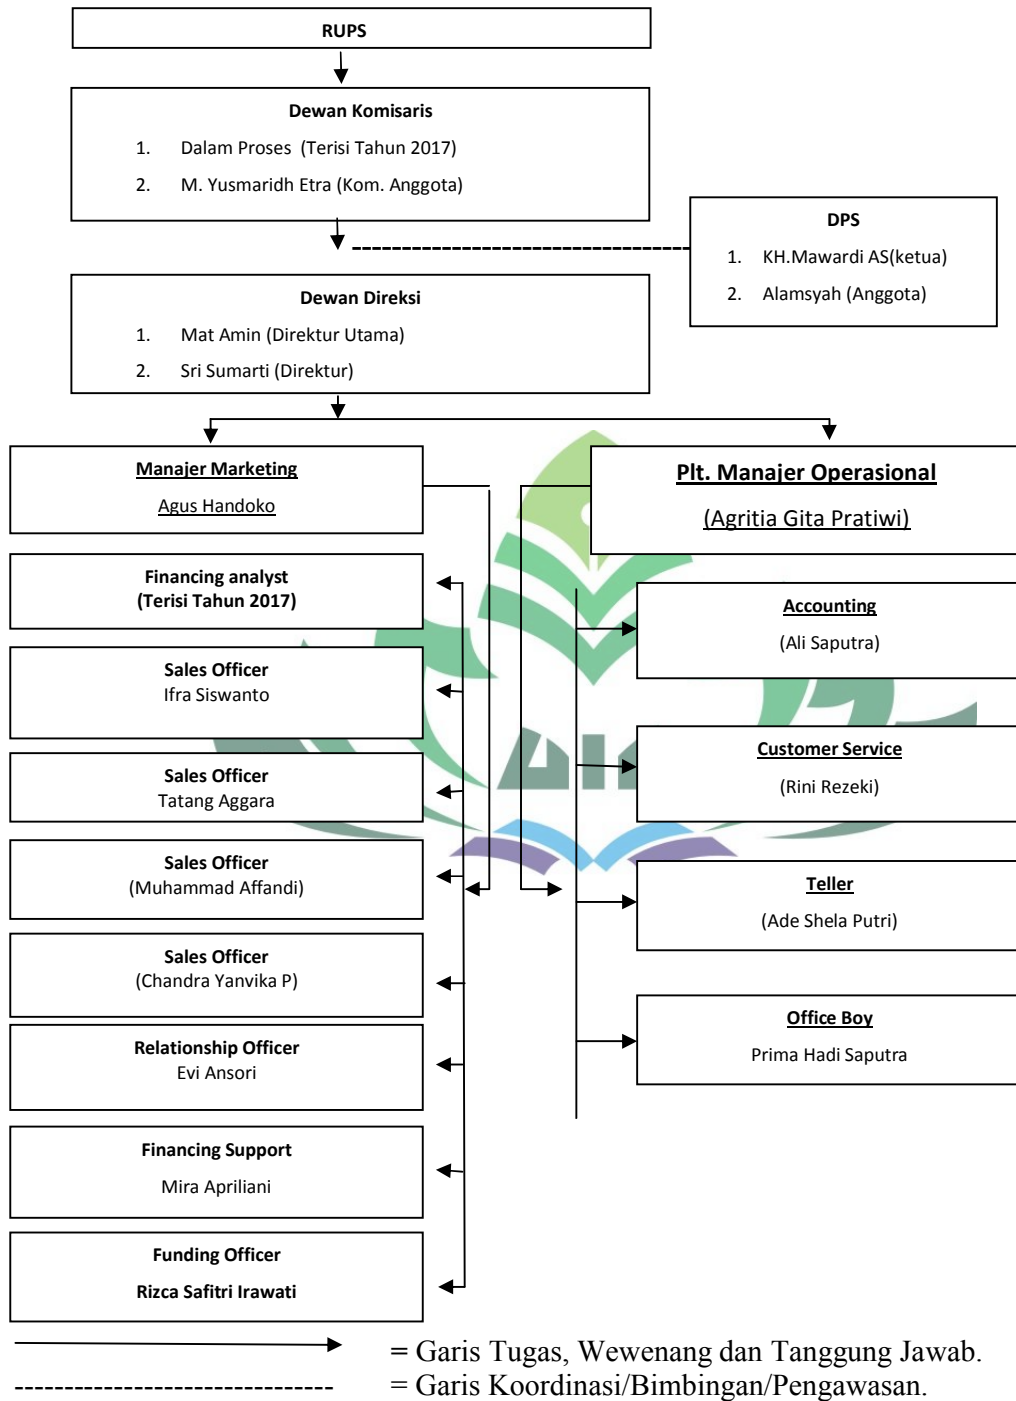 RUPS
Dewan Komisaris
1. Dalam Proses (Terisi Tahun 2017)
2. M. Yusmaridh Etra (Kom. Anggota)
DPS
1. KH.Mawardi AS(ketua)
2. Alamsyah (Anggota)
Dewan Direksi
1. Mat Amin (Direktur Utama)
2. Sri Sumarti (Direktur)
Manajer Marketing
Agus Handoko
Plt. Manajer Operasional
(Agritia Gita Pratiwi)
Financing analyst
(Terisi Tahun 2017)
Sales Officer
Ifra Siswanto
Sales Officer
Tatang Aggara
Sales Officer
(Muhammad Affandi)
Sales Officer
(Chandra Yanvika P)
Relationship Officer
Evi Ansori
Financing Support
Mira Apriliani
Funding Officer
Rizca Safitri Irawati
Accounting
(Ali Saputra)
Customer Service
(Rini Rezeki)
Teller
(Ade Shela Putri)
Office Boy
Prima Hadi Saputra
= Garis Tugas, Wewenang dan Tanggung Jawab.
= Garis Koordinasi/Bimbingan/Pengawasan.